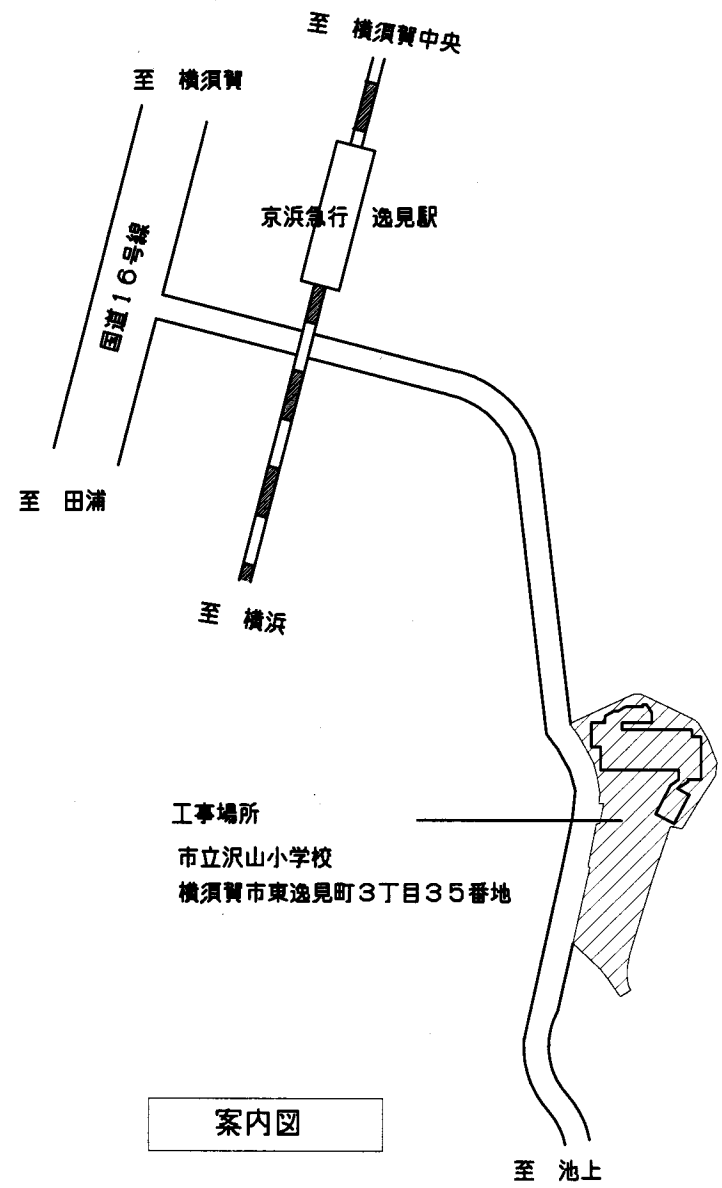 至　横須賀中央
至　横須賀
京浜急行　逸見駅
国道１６号線
至　田浦
至　横浜
工事場所
市立沢山小学校
横須賀市東逸見町３丁目３５番地
案内図
至　池上